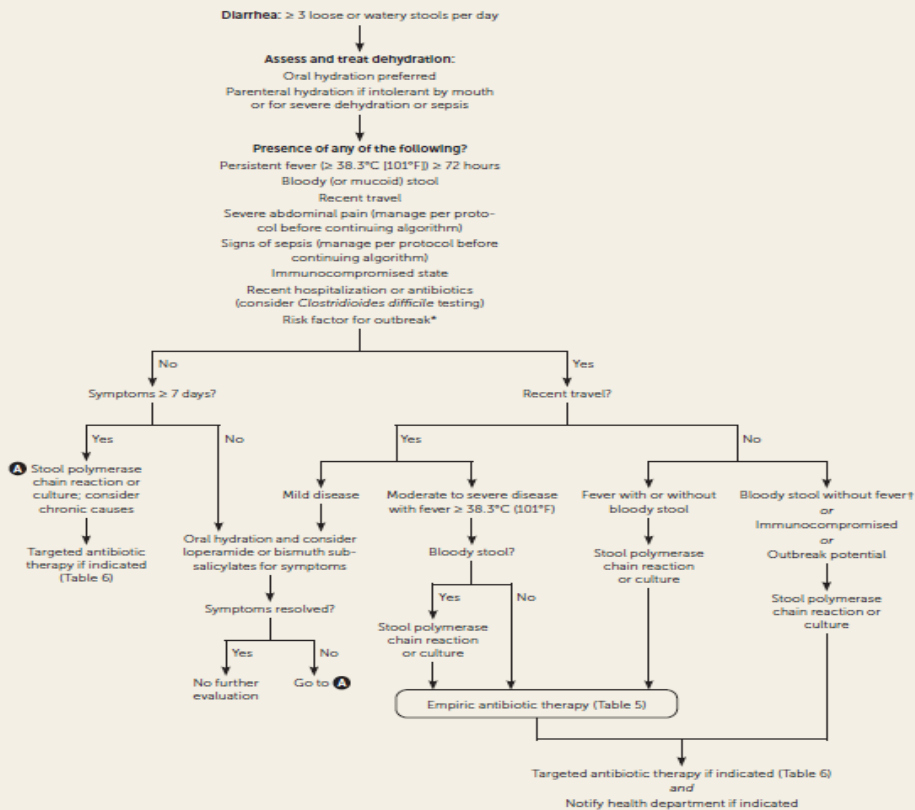 Diarrhea: ≥ 3 loose or watery stools per day
Assess and treat dehydration:
Oral hydration preferred
Parenteral hydration if intolerant by mouth
or for severe dehydration or sepsis
Presence of any of the following?
Persistent fever (≥ 38.3°C [101°F]) ≥ 72 hours
Bloody (or mucoid) stool
Recent travel
Severe abdominal pain (manage per proto-
col before continuing algorithm)
Signs of sepsis (manage per protocol before
continuing algorithm)
Immunocompromised state
Recent hospitalization or antibiotics
(consider Clostridioides difficile testing)
Risk factor for outbreak*
No
Yes
Symptoms ≥ 7 days?
Recent travel?
Yes
No
Yes
No
A Stool polymerase
chain reaction or
culture; consider
chronic causes
Targeted antibiotic
therapy if indicated
(Table 6)
Mild disease
Oral hydration and consider
loperamide or bismuth sub-
salicylates for symptoms
Symptoms resolved?
Yes
No
No further
evaluation
Go to A
Moderate to severe disease
with fever ≥ 38.3°C (101°F)
Bloody stool?
Yes
No
Stool polymerase
chain reaction
or culture
Fever with or without
bloody stool
Stool polymerase
chain reaction
or culture
Bloody stool without fever†
or
Immunocompromised
or
Outbreak potential
Stool polymerase
chain reaction or
culture
Empiric antibiotic therapy (Table 5)
Targeted antibiotic therapy if indicated (Table 6)
and
Notify health department if indicated